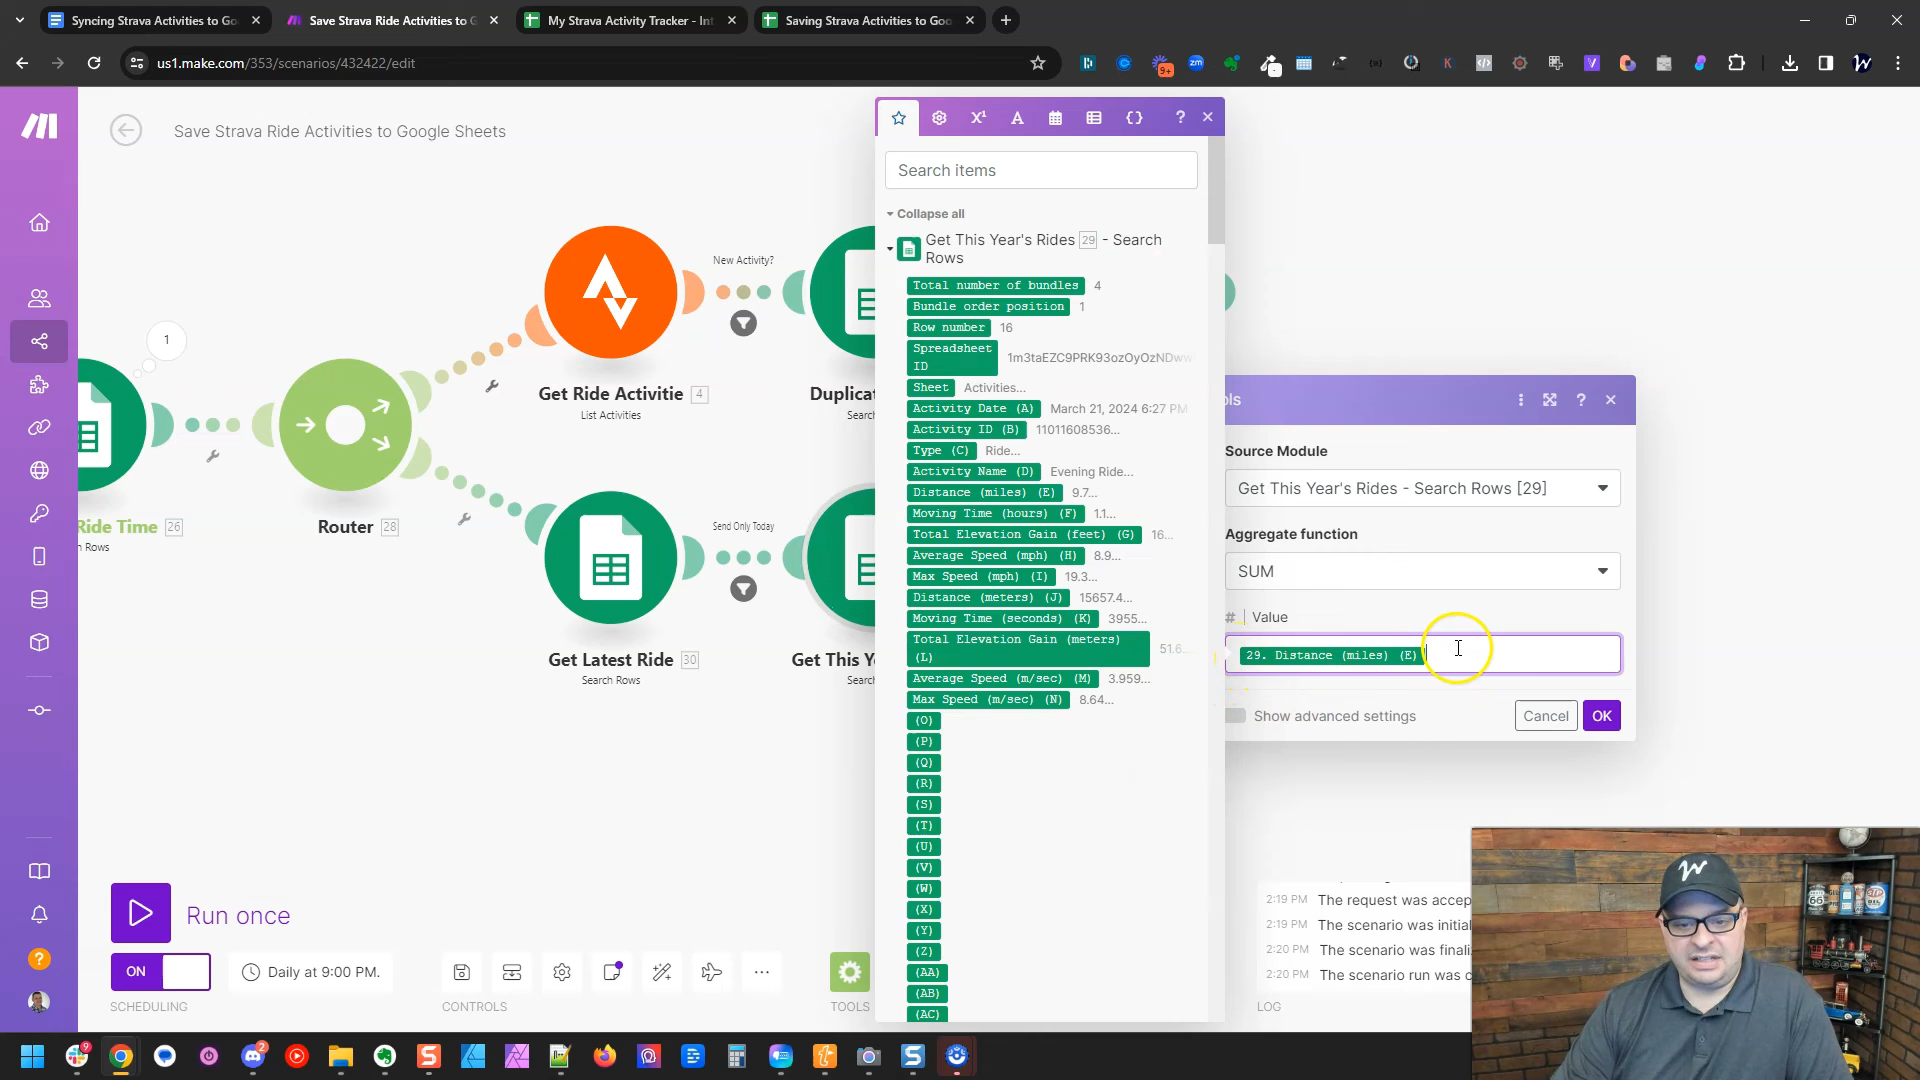 Syncing Strava Activities to Go
Save Strava Ride Activities to G
My Strava Activity Tracker - Int
Saving Strava Activities to Goo
us1.make.com/353/scenarios/432422/edit
9+
Save Strava Ride Activities to Google Sheets
Search items
Collapse all
Get This Year's Rides 29 - Search Rows
Total number of bundles 4
Bundle order position 1
Row number 16
Spreadsheet ID 1m3taEZC9PRK93ozOyOzNDww
Sheet Activities...
Activity Date (A) March 21, 2024 6:27 PM
Activity ID (B) 11011608536...
Type (C) Ride...
Activity Name (D) Evening Ride...
Distance (miles) (E) 9.7...
Moving Time (hours) (F) 1.1...
Total Elevation Gain (feet) (G) 16...
Average Speed (mph) (H) 8.9...
Max Speed (mph) (I) 19.3...
Distance (meters) (J) 15657.4...
Moving Time (seconds) (K) 3955...
Total Elevation Gain (meters) (L) 51.6...
Average Speed (m/sec) (M) 3.959...
Max Speed (m/sec) (N) 8.64...
(O)
(P)
(Q)
(R)
(S)
(T)
(U)
(V)
(W)
(X)
(Y)
(Z)
(AA)
(AB)
(AC)
1
New Activity?
Get Ride Activitie 4
List Activities
Duplicat
Sear
Ride Time 26
h Rows
Router 28
Send Only Today
Get Latest Ride 30
Search Rows
Get This Y
Searc
ols
Source Module
Get This Year's Rides - Search Rows [29]
Aggregate function
SUM
# Value
29. Distance (miles) (E)
Show advanced settings
Cancel
OK
Run once
ON
Daily at 9:00 PM.
SCHEDULING
CONTROLS
TOOLS
LOG
2:19 PM The request was accep
2:19 PM The scenario was initial
2:20 PM The scenario was finali
2:20 PM The scenario run was c